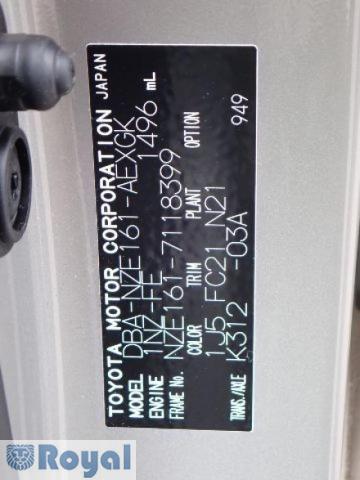 TOYOTA MOTOR CORPORATION JAPAN
MODEL DBA-NZE161-AEXGK
ENGINE 1NZ-FE 1496 mL
FRAME No. NZE161-7118399
COLOR TRIM PLANT OPTION
1J5 FC21 N21 949
TRANS./AXLE K312 -03A
Royal